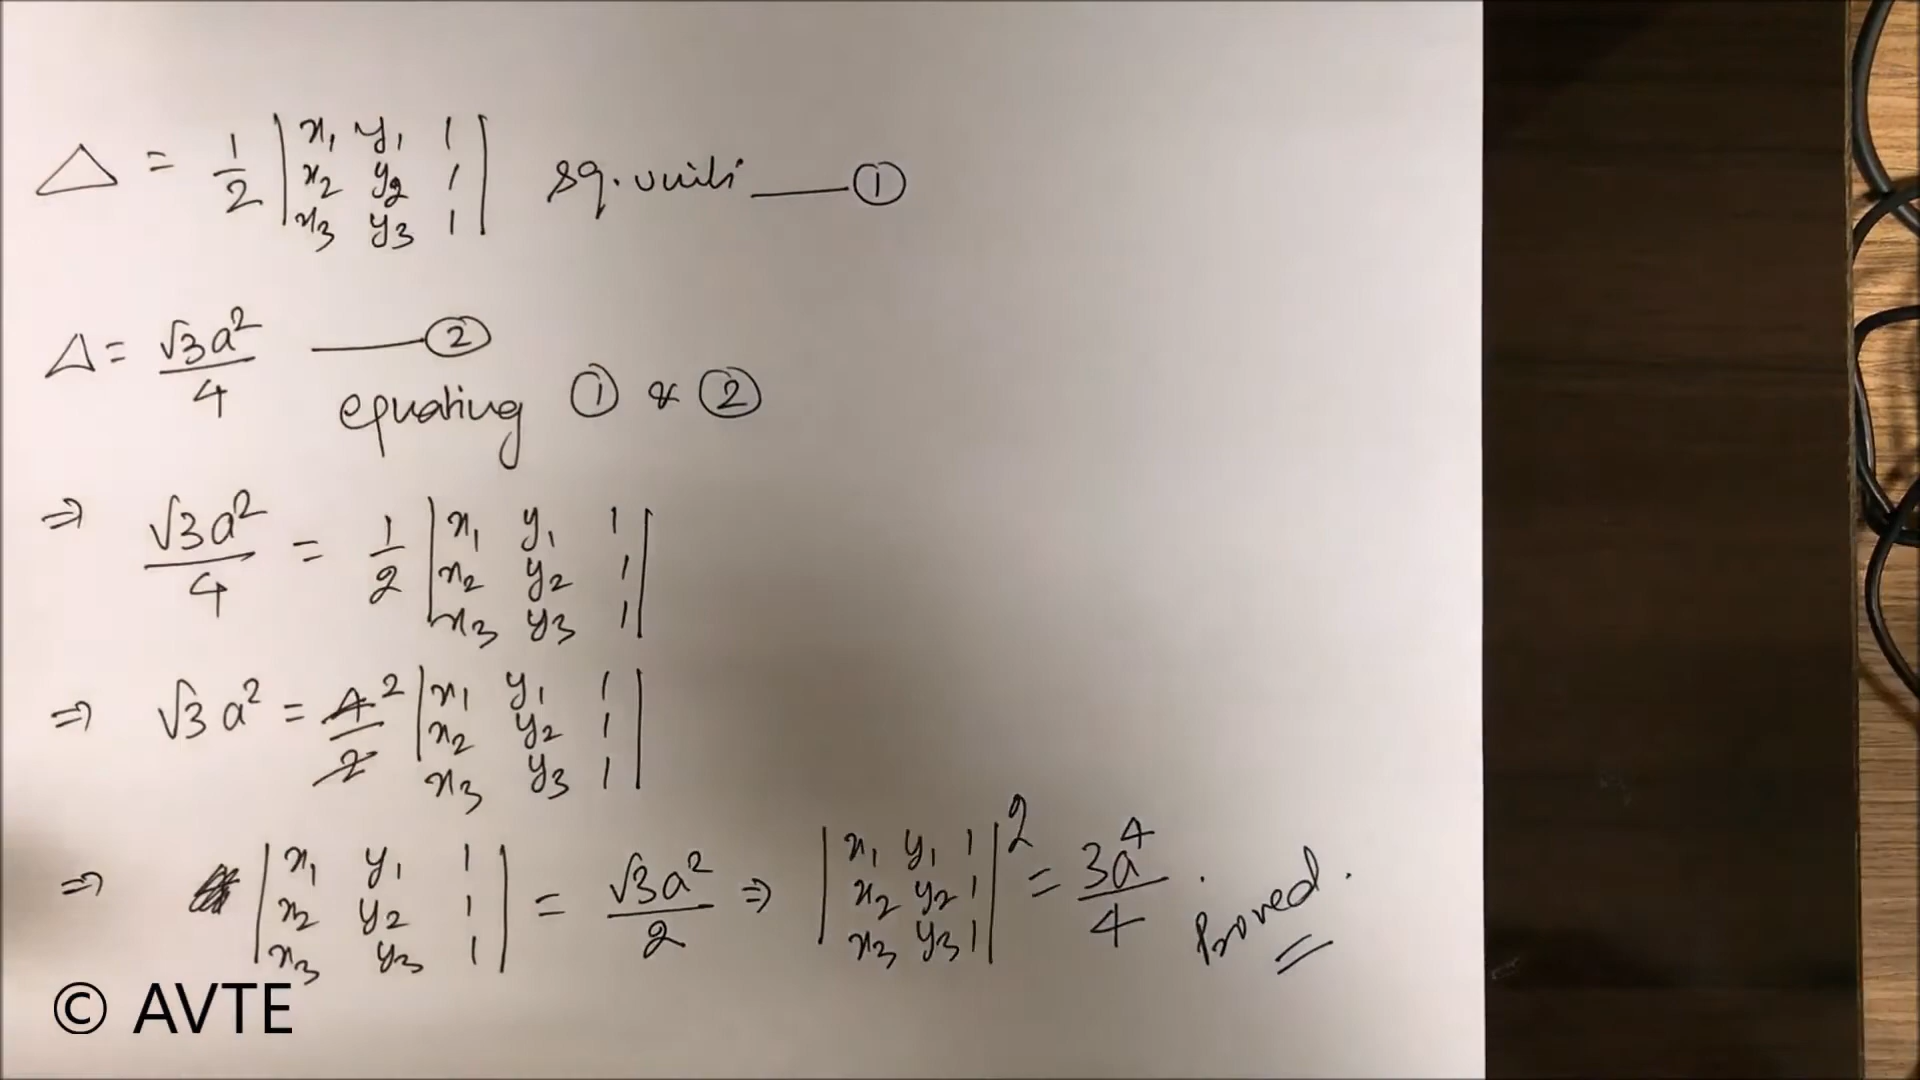 △ = 1/2 | x₁ y₁ 1 | sq. units —— ①
| x₂ y₂ 1 |
| x₃ y₃ 1 |
△ = √3a²/4 —— ②
equating ① & ②
⇒ √3a²/4 = 1/2 | x₁ y₁ 1 |
| x₂ y₂ 1 |
| x₃ y₃ 1 |
⇒ √3 a² = 4/2 2 | x₁ y₁ 1 |
| x₂ y₂ 1 |
| x₃ y₃ 1 |
⇒ | x₁ y₁ 1 | = √3a²/2 ⇒ | x₁ y₁ 1 |² = 3a⁴/4 . Proved.
| x₂ y₂ 1 | | x₂ y₂ 1 |
| x₃ y₃ 1 | | x₃ y₃ 1 |
© AVTE